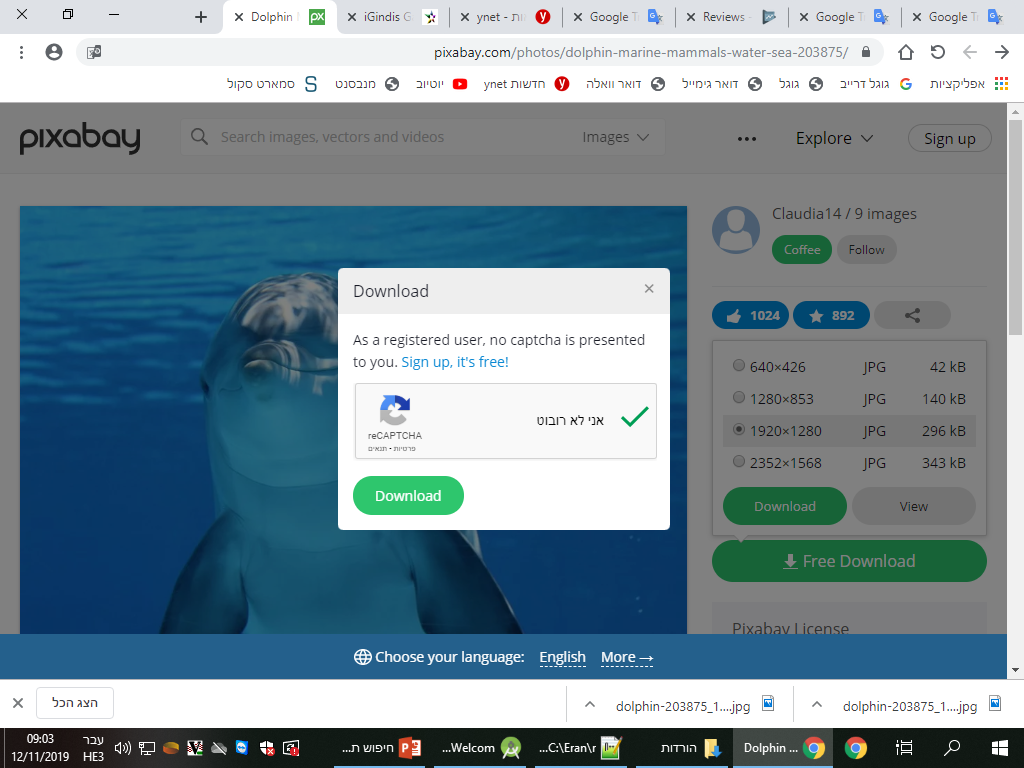 Dolphin
iGindis G
ynet - ות
Google T
Reviews -
Google T
Google T
pixabay.com/photos/dolphin-marine-mammals-water-sea-203875/
אפליקציות
גוגל דרייב
גוגל
דואר גימייל
דואר וואלה
חדשות ynet
יוטיוב
מנבסנט
סמארט סקול
pixabay
Search images, vectors and videos
Images
Explore
Sign up
Claudia14 / 9 images
Coffee
Follow
1024
892
640×426 JPG 42 kB
1280×853 JPG 140 kB
1920×1280 JPG 296 kB
2352×1568 JPG 343 kB
Download
View
Free Download
Pixabay License
Download
As a registered user, no captcha is presented
to you. Sign up, it's free!
אני לא רובוט
reCAPTCHA
פרטיות - תנאים
Download
Choose your language: English More →
הצג הכל
dolphin-203875_1....jpg
dolphin-203875_1....jpg
09:03
12/11/2019
עבר
HE3
חיפוש ת...
...Welcom
...C:\Eran\r
הורדות
Dolphin ...